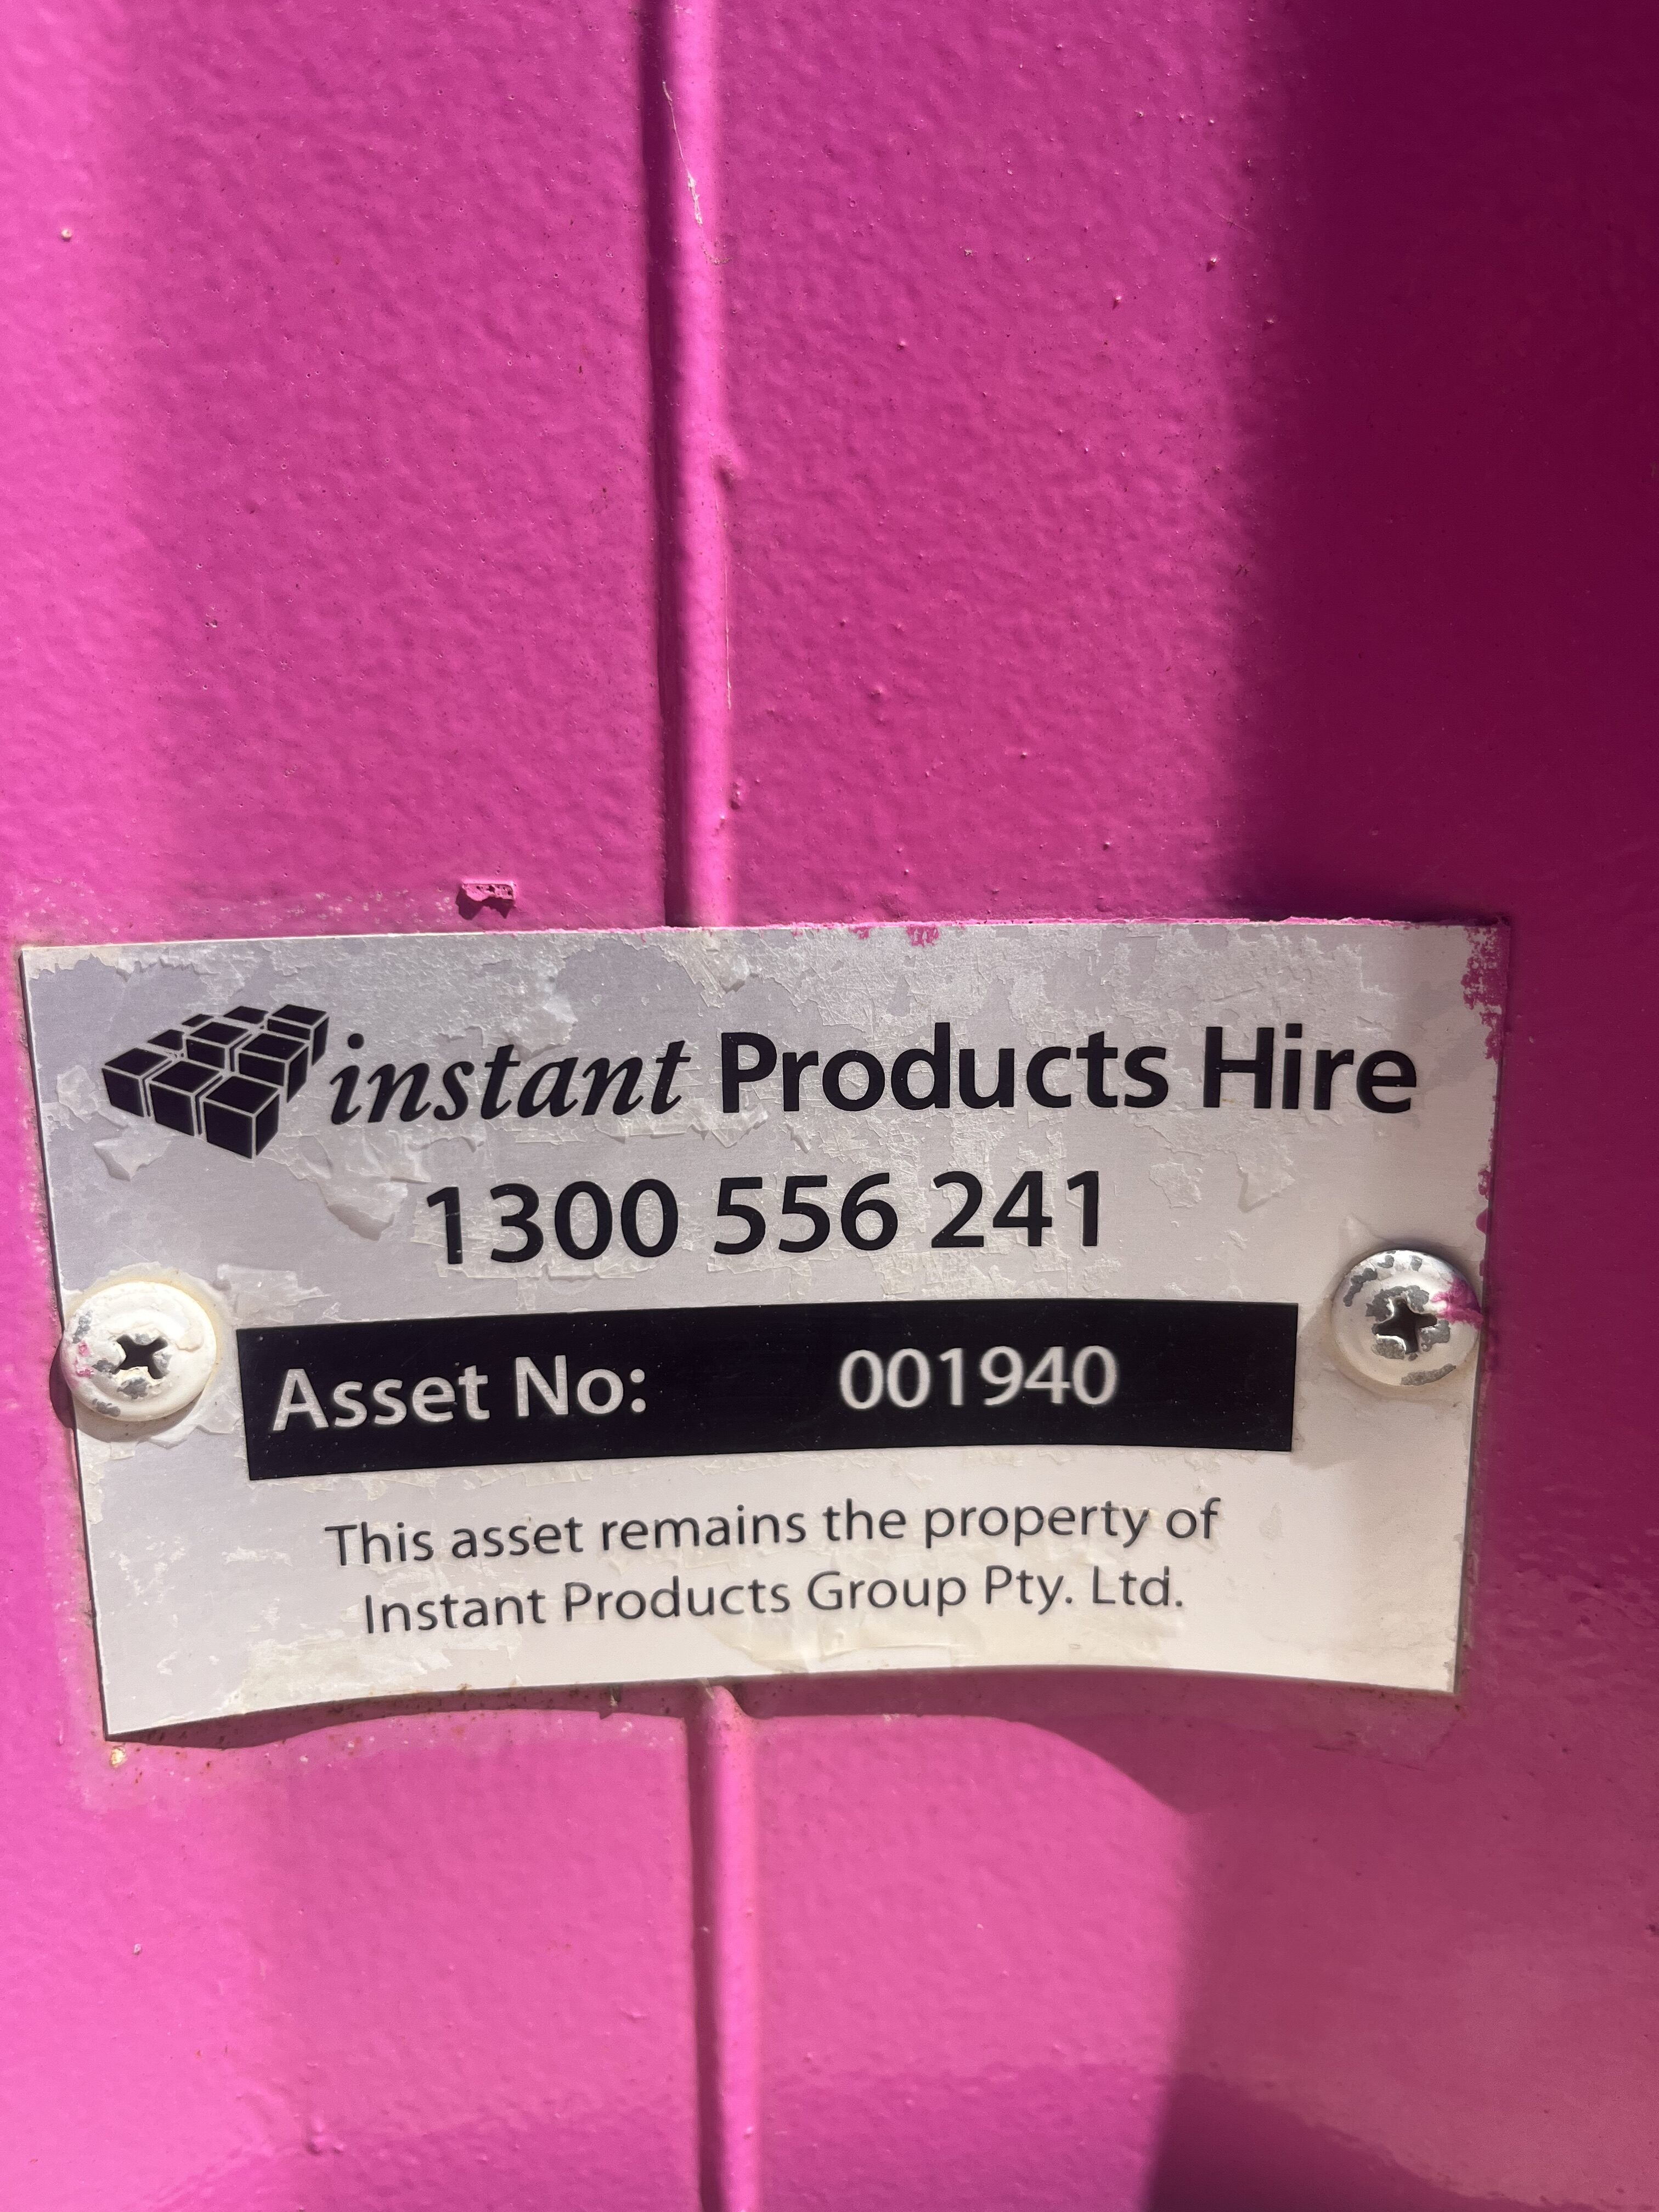 instant Products Hire
1300 556 241
Asset No: 001940
This asset remains the property of
Instant Products Group Pty. Ltd.